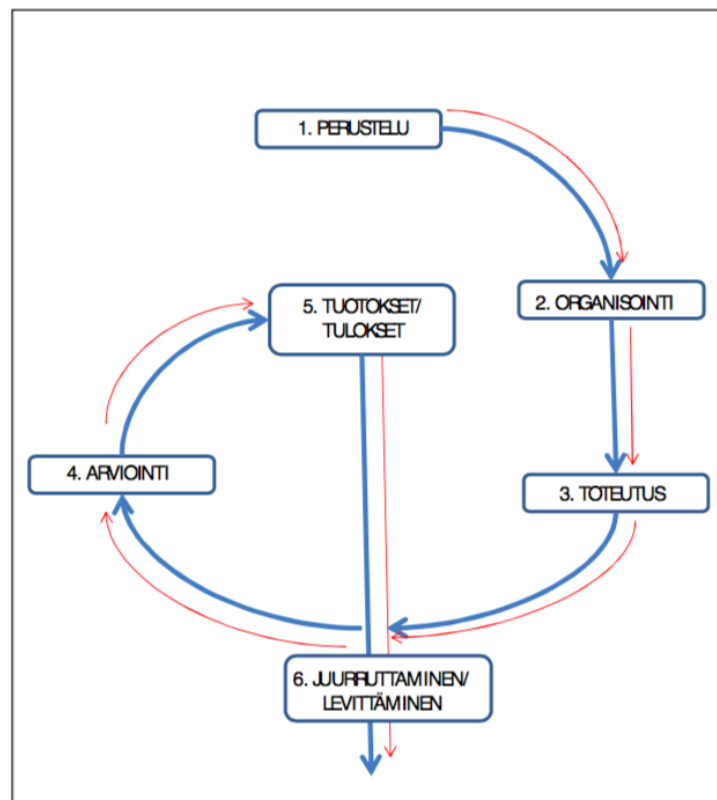 1. PERUSTELU
2. ORGANISOINTI
3. TOTEUTUS
4. ARVIOINTI
5. TUOTOKSET/
TULOKSET
6. JUURRUTTAMINEN/
LEVITTÄMINEN